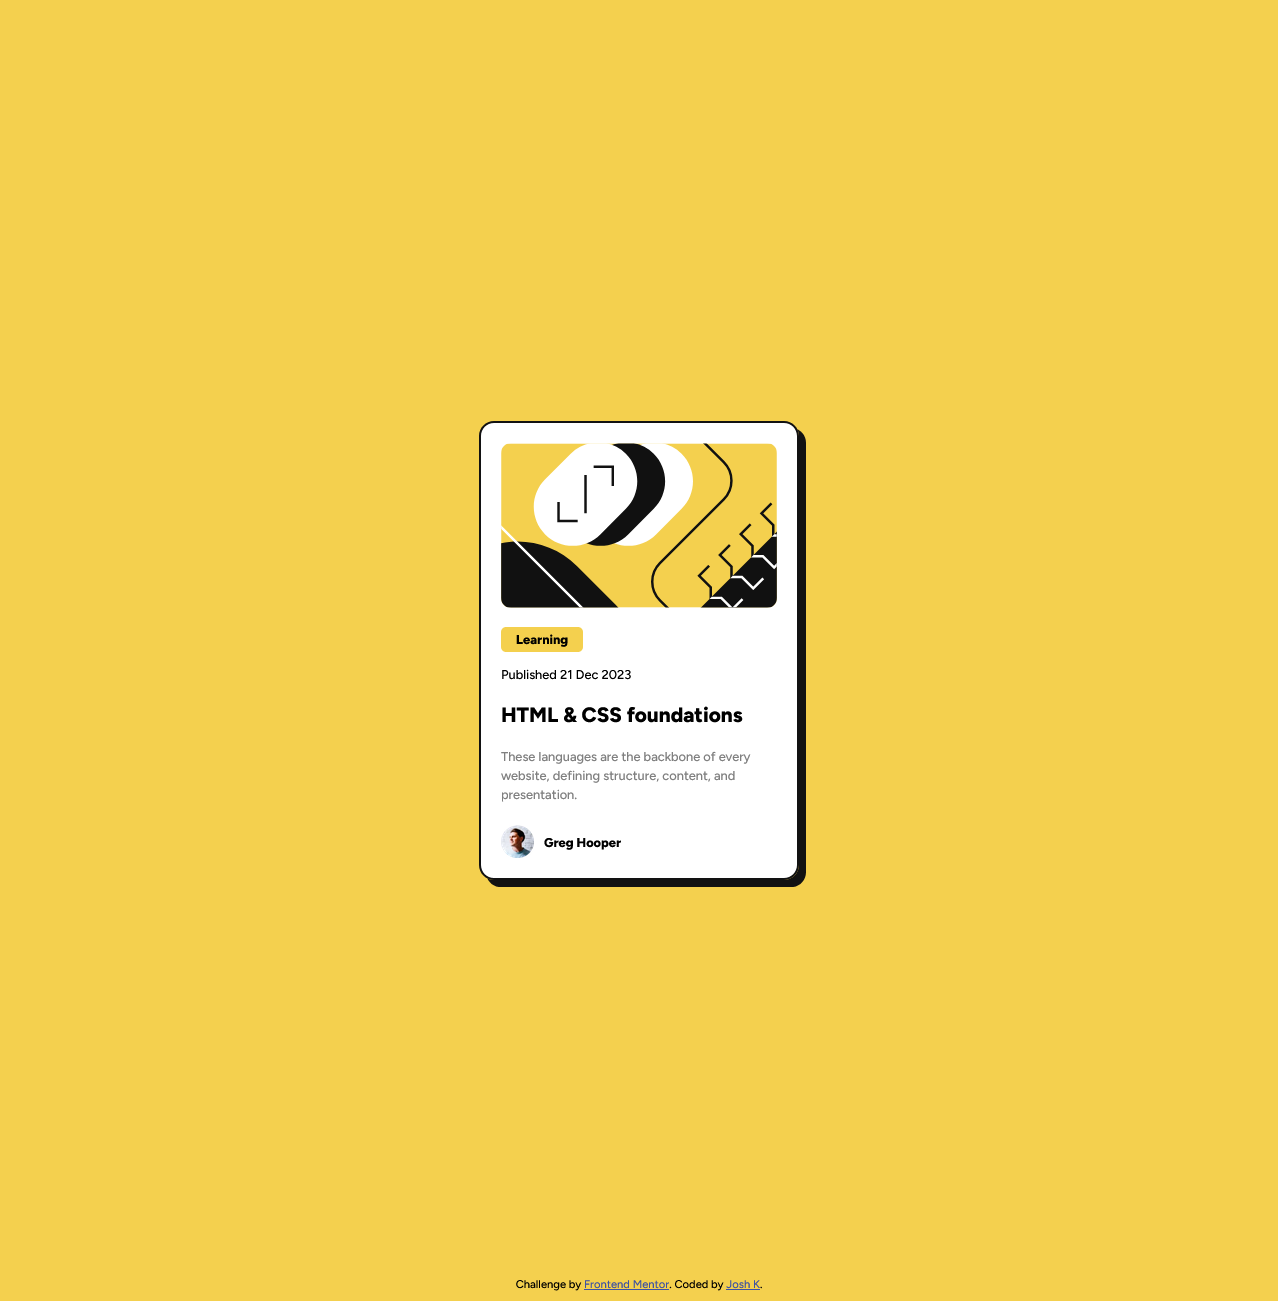 Learning
Published 21 Dec 2023
HTML & CSS foundations
These languages are the backbone of every
website, defining structure, content, and
presentation.
Greg Hooper
Challenge by Frontend Mentor. Coded by Josh K.